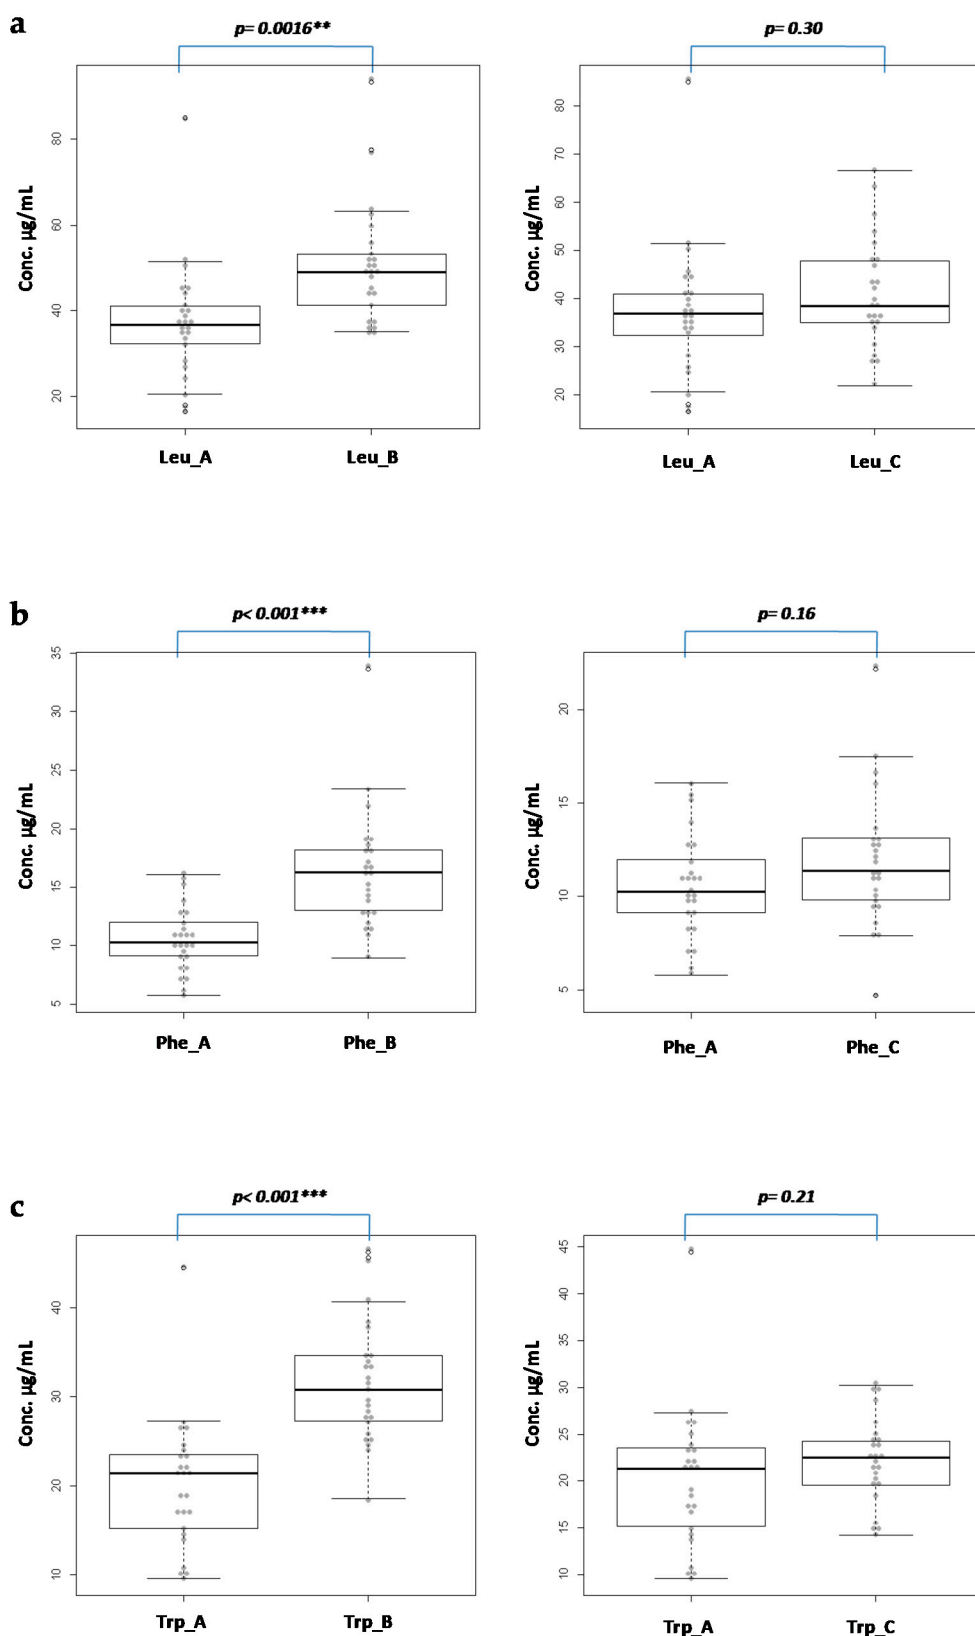 a
p= 0.0016**
p= 0.30
Conc. µg/mL
80
60
40
20
Leu_A
Leu_B
Conc. µg/mL
80
70
60
50
40
30
20
Leu_A
Leu_C
b
p< 0.001***
p= 0.16
Conc. µg/mL
35
30
25
20
15
10
5
Phe_A
Phe_B
Conc. µg/mL
20
15
10
5
Phe_A
Phe_C
c
p< 0.001***
p= 0.21
Conc. µg/mL
40
30
20
10
Trp_A
Trp_B
Conc. µg/mL
45
40
35
30
25
20
15
10
Trp_A
Trp_C